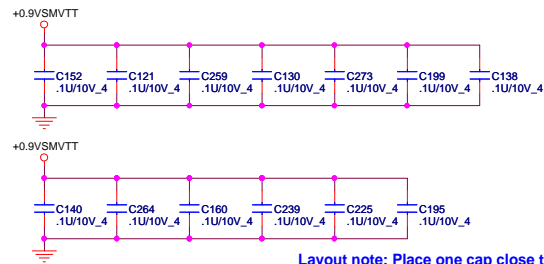 +0.9VSMVTT
C152 C121 C259 C130 C273 C199 C138
.1U/10V_4 .1U/10V_4 .1U/10V_4 .1U/10V_4 .1U/10V_4 .1U/10V_4 .1U/10V_4
+0.9VSMVTT
C140 C264 C160 C239 C225 C195
.1U/10V_4 .1U/10V_4 .1U/10V_4 .1U/10V_4 .1U/10V_4 .1U/10V_4
Layout note: Place one cap close t